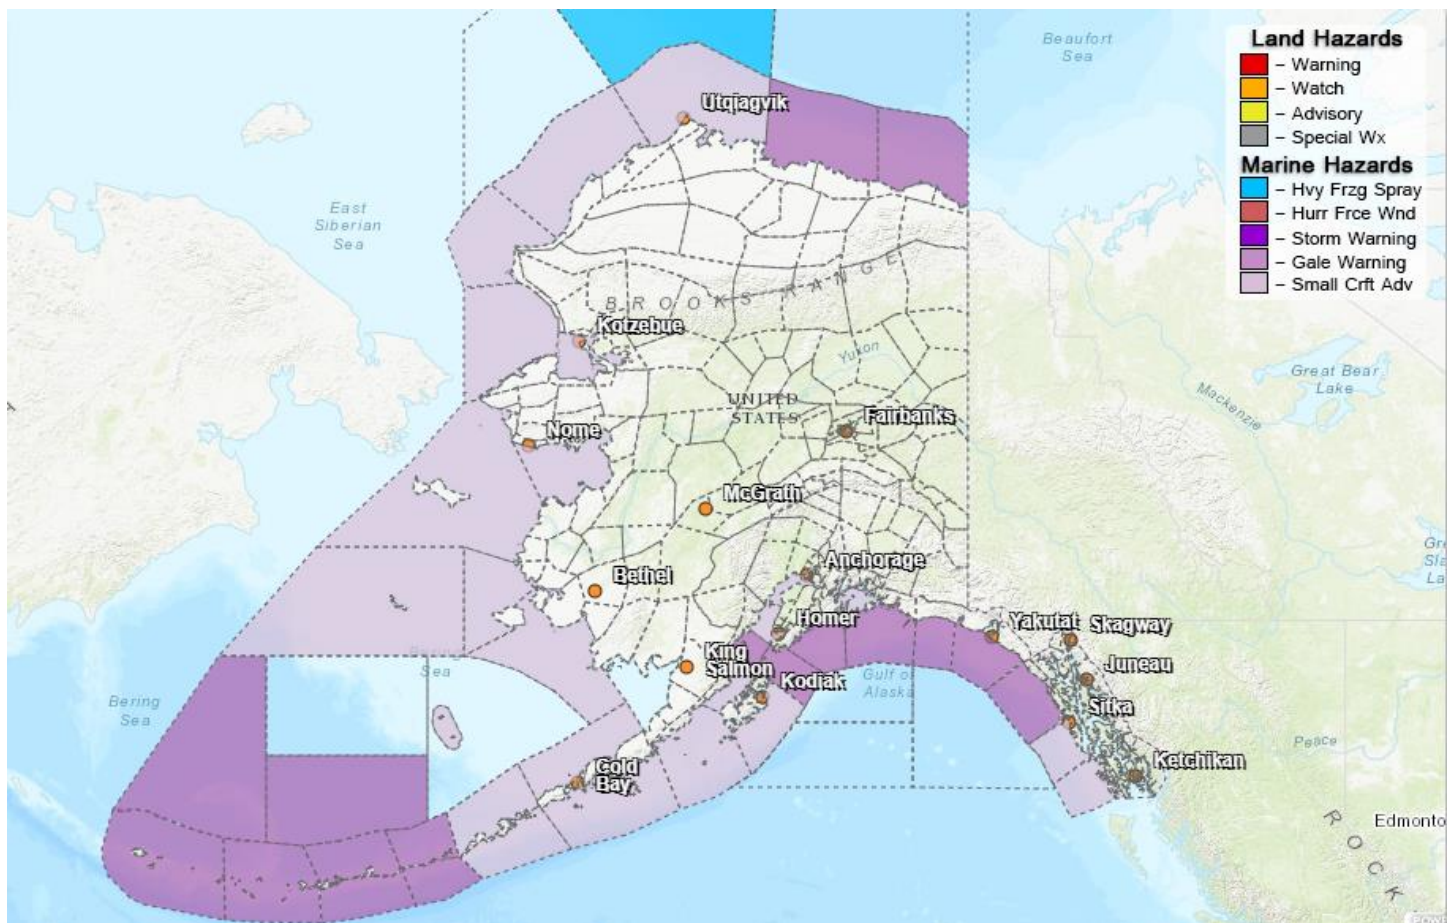 Land Hazards
– Warning
– Watch
– Advisory
– Special Wx
Marine Hazards
– Hvy Frzg Spray
– Hurr Frce Wnd
– Storm Warning
– Gale Warning
– Small Crft Adv
Beaufort
Sea
Utqiagvik
East
Siberian
Sea
BROOKS RANGE
Kotzebue
Yukon
Great Bear
Lake
Mackenzie
UNITED
STATES
Fairbanks
Nome
McGrath
Anchorage
Bethel
Homer
Yakutat
Skagway
King
Salmon
Juneau
Sea
Kodiak
Gulf of
Alaska
Bering
Sea
Sitka
Peace
Ketchikan
Cold
Bay
Edmonto
ROCK